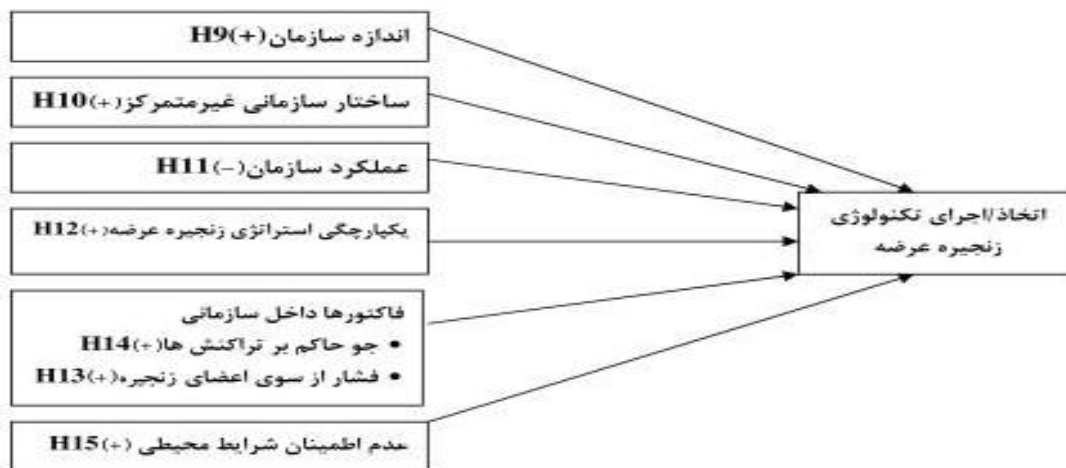 اندازه سازمان(+)H9
ساختار سازمانی غیرمتمرکز(+)H10
عملکرد سازمان(−)H11
یکپارچگی استراتژی زنجیره عرضه(+)H12
فاکتورها داخل سازمانی
• جو حاکم بر تراکنش ها(+)H14
• فشار از سوی اعضای زنجیره(+)H13
عدم اطمینان شرایط محیطی (+)H15
اتخاذ/اجرای تکنولوژی
زنجیره عرضه